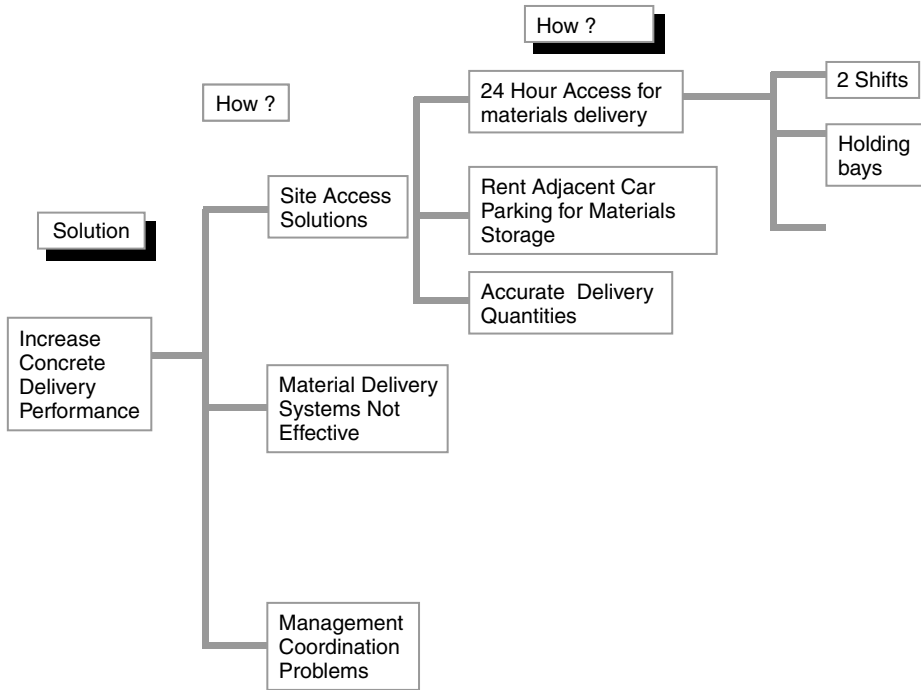 How ?
How ?
Solution
Increase
Concrete
Delivery
Performance
Site Access
Solutions
Material Delivery
Systems Not
Effective
Management
Coordination
Problems
24 Hour Access for
materials delivery
Rent Adjacent Car
Parking for Materials
Storage
Accurate Delivery
Quantities
2 Shifts
Holding
bays